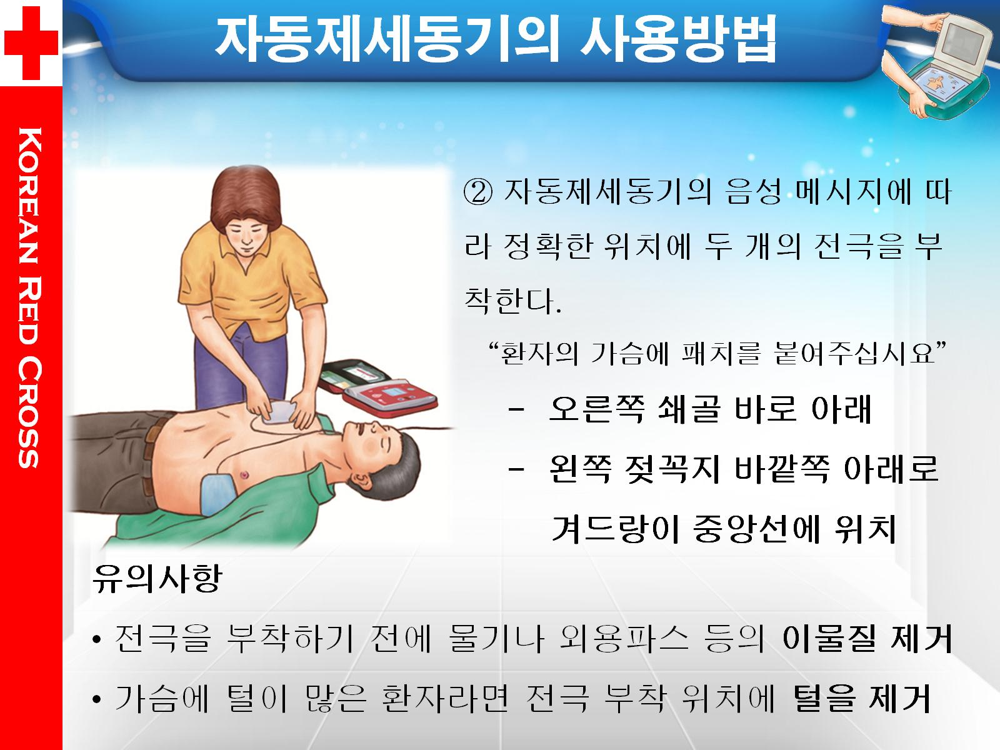 자동제세동기의 사용방법
KOREAN RED CROSS
② 자동제세동기의 음성 메시지에 따
라 정확한 위치에 두 개의 전극을 부
착한다.
“환자의 가슴에 패치를 붙여주십시요”
- 오른쪽 쇄골 바로 아래
- 왼쪽 젖꼭지 바깥쪽 아래로
겨드랑이 중앙선에 위치
유의사항
• 전극을 부착하기 전에 물기나 외용파스 등의 이물질 제거
• 가슴에 털이 많은 환자라면 전극 부착 위치에 털을 제거